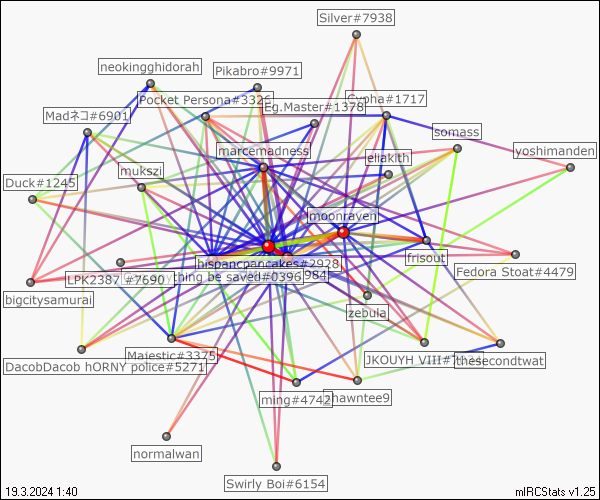 Silver#7938
neokingghidorah
Pikabro#9971
Pocket Persona#3326
Cypha#1717
Eg.Master#1378
Madネコ#6901
somass
marcemadness
eliakith
yoshimanden
mukszi
Duck#1245
moonraven
frisout
hispancpancakes#2928
Fedora Stoat#4479
LPK2387 #7690
thing be saved#0396
984
bigcitysamurai
zebula
Majestic#3375
JKOUYH VIII#
thesecondtwat
DacobDacob hORNY police#5271
ming#4742
hawntee9
normalwan
Swirly Boi#6154
19.3.2024 1:40
mIRCStats v1.25